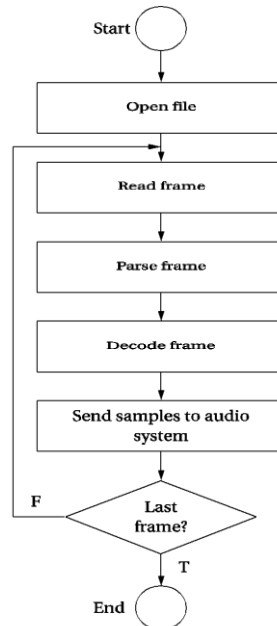 Start
Open file
Read frame
Parse frame
Decode frame
Send samples to audio
system
Last
frame?
F
T
End